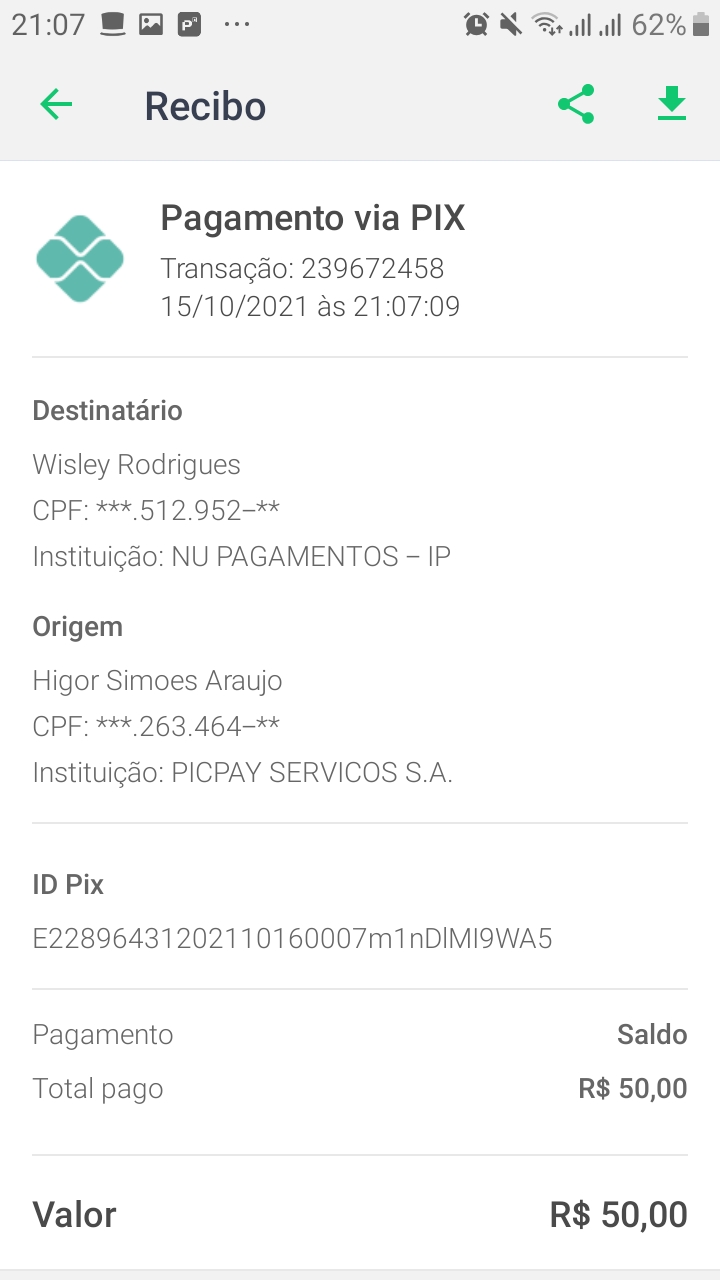 21:07
62%
Recibo
Pagamento via PIX
Transação: 239672458
15/10/2021 às 21:07:09
Destinatário
Wisley Rodrigues
CPF: ***.512.952–**
Instituição: NU PAGAMENTOS – IP
Origem
Higor Simoes Araujo
CPF: ***.263.464–**
Instituição: PICPAY SERVICOS S.A.
ID Pix
E22896431202110160007m1nDlMI9WA5
Pagamento Saldo
Total pago R$ 50,00
Valor R$ 50,00